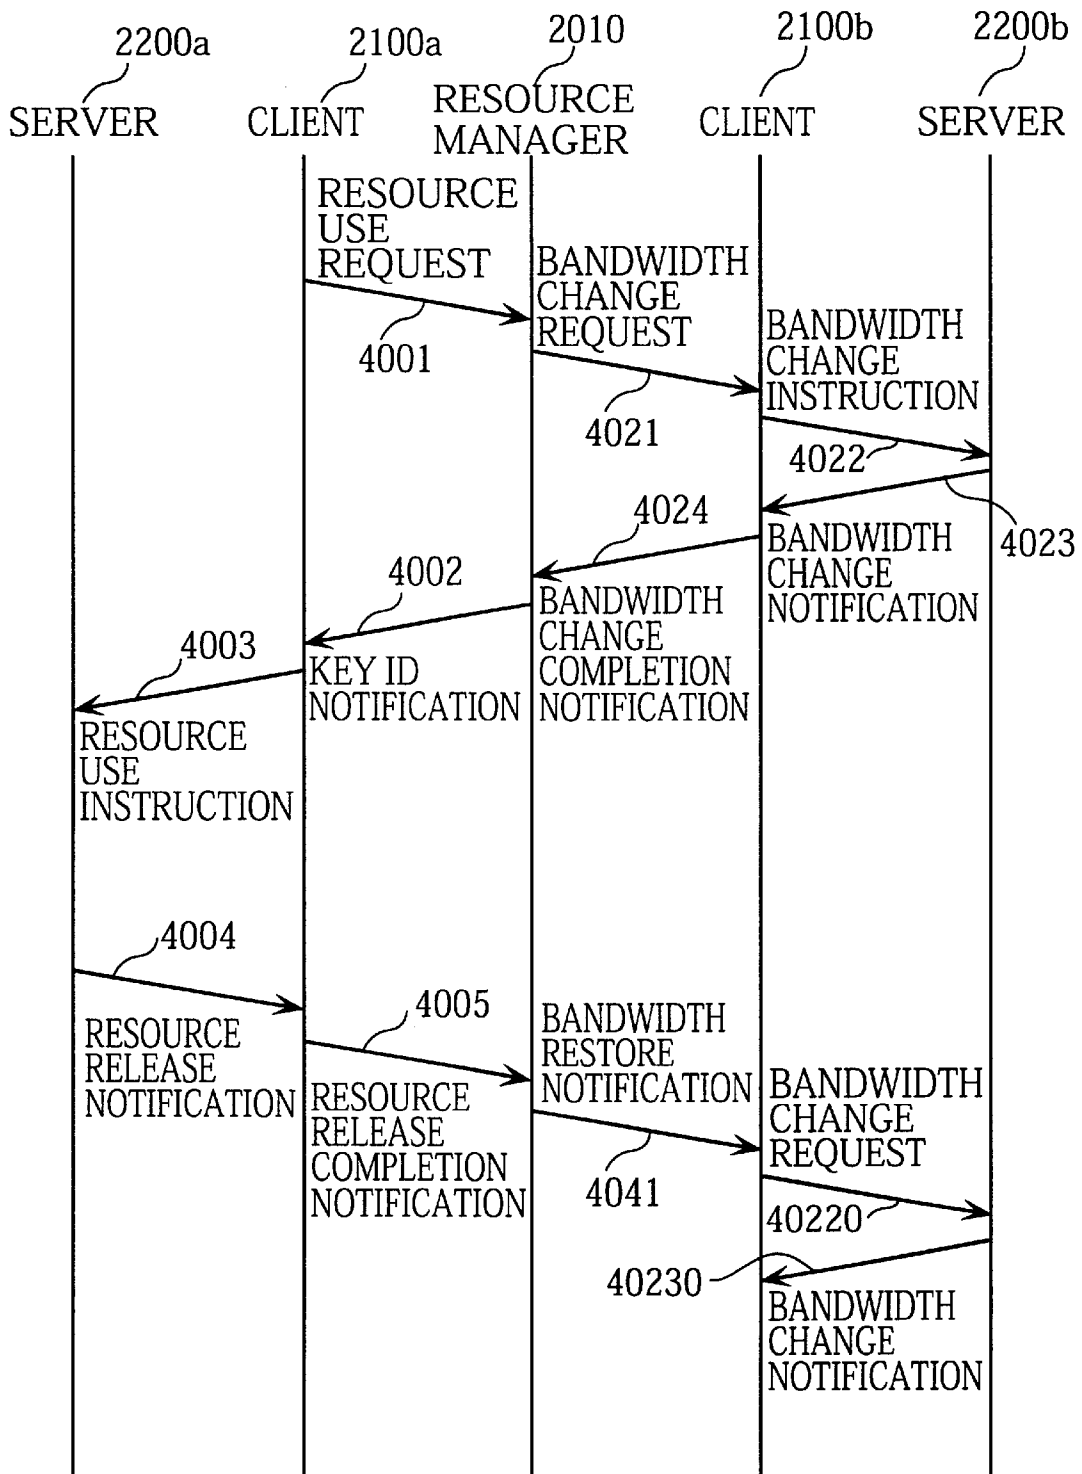 2200a
2100a
2010
2100b
2200b
SERVER
CLIENT
RESOURCE
MANAGER
CLIENT
SERVER
RESOURCE
USE
REQUEST
4001
BANDWIDTH
CHANGE
REQUEST
4021
BANDWIDTH
CHANGE
INSTRUCTION
4022
4023
BANDWIDTH
CHANGE
NOTIFICATION
4024
BANDWIDTH
CHANGE
COMPLETION
NOTIFICATION
4002
KEY ID
NOTIFICATION
4003
RESOURCE
USE
INSTRUCTION
4004
RESOURCE
RELEASE
NOTIFICATION
4005
RESOURCE
RELEASE
COMPLETION
NOTIFICATION
BANDWIDTH
RESTORE
NOTIFICATION
4041
BANDWIDTH
CHANGE
REQUEST
40220
40230
BANDWIDTH
CHANGE
NOTIFICATION